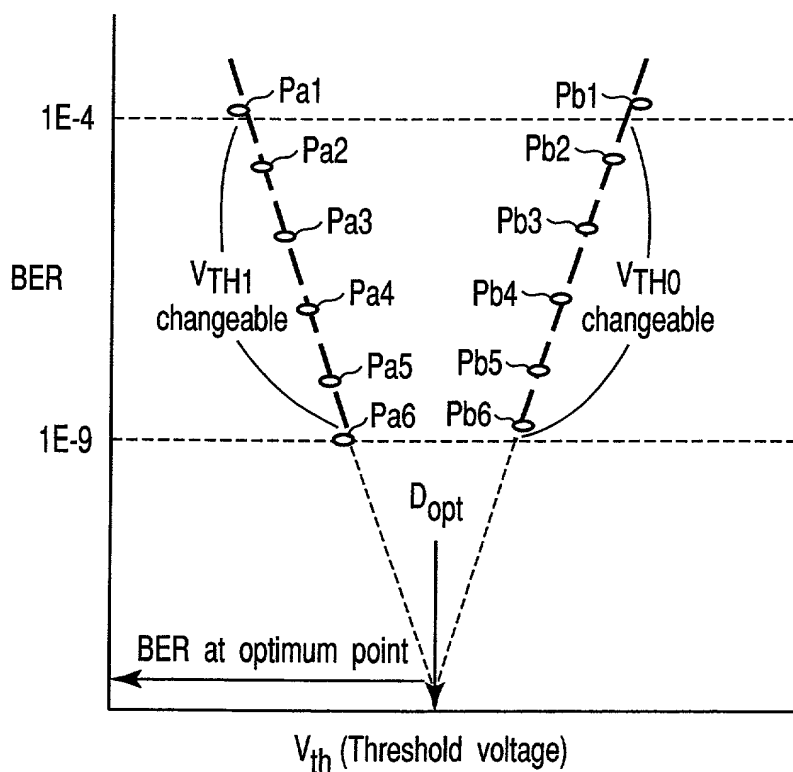 Pa1
Pb1
1E-4
Pa2
Pb2
Pa3
Pb3
BER
VTH1
changeable
Pa4
Pb4
VTH0
changeable
Pa5
Pb5
Pa6
Pb6
1E-9
Dopt
BER at optimum point
Vth (Threshold voltage)